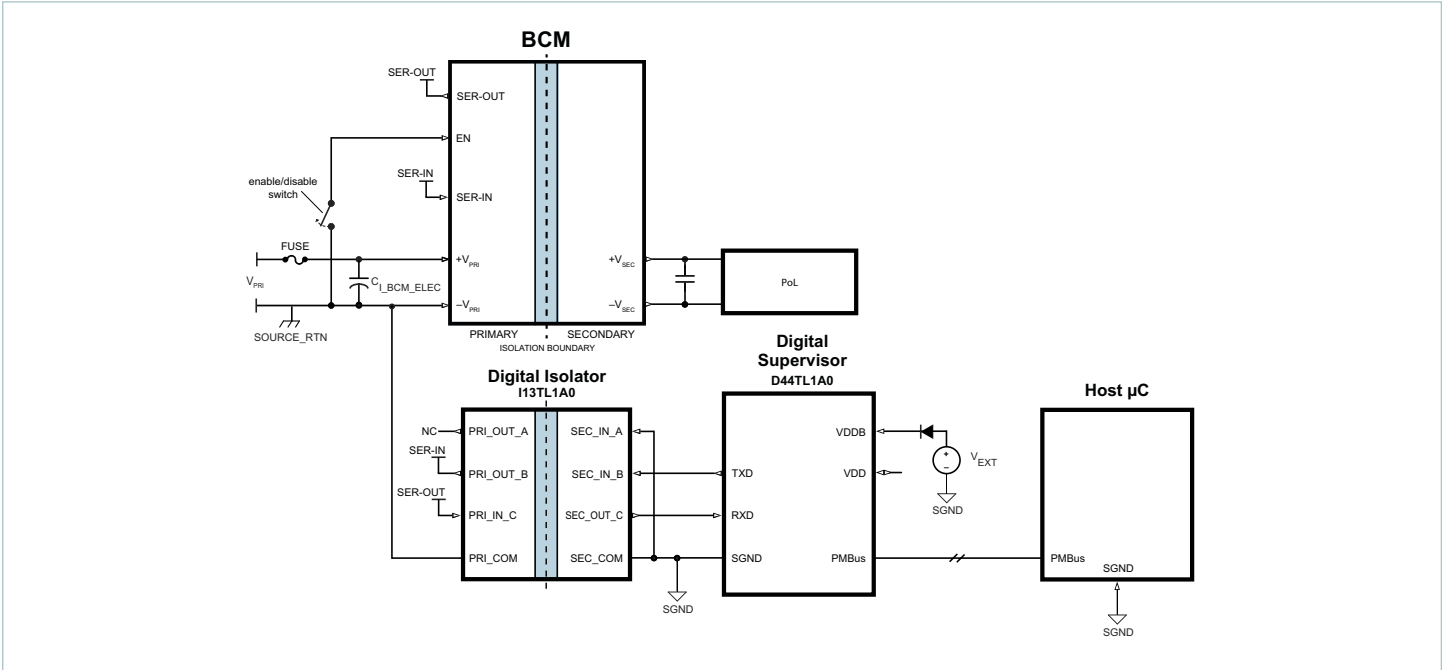 BCM
SER-OUT
SER-OUT
EN
SER-IN
SER-IN
enable/disable
switch
FUSE
+VPRI
VPRI
CI_BCM_ELEC
–VPRI
SOURCE_RTN
+VSEC
–VSEC
PoL
PRIMARY
SECONDARY
ISOLATION BOUNDARY
Digital Isolator
I13TL1A0
NC
PRI_OUT_A
SER-IN
PRI_OUT_B
SER-OUT
PRI_IN_C
PRI_COM
SEC_IN_A
SEC_IN_B
SEC_OUT_C
SEC_COM
SGND
Digital
Supervisor
D44TL1A0
VDDB
TXD
VDD
RXD
SGND
PMBus
+
–
VEXT
SGND
Host µC
PMBus
SGND
SGND